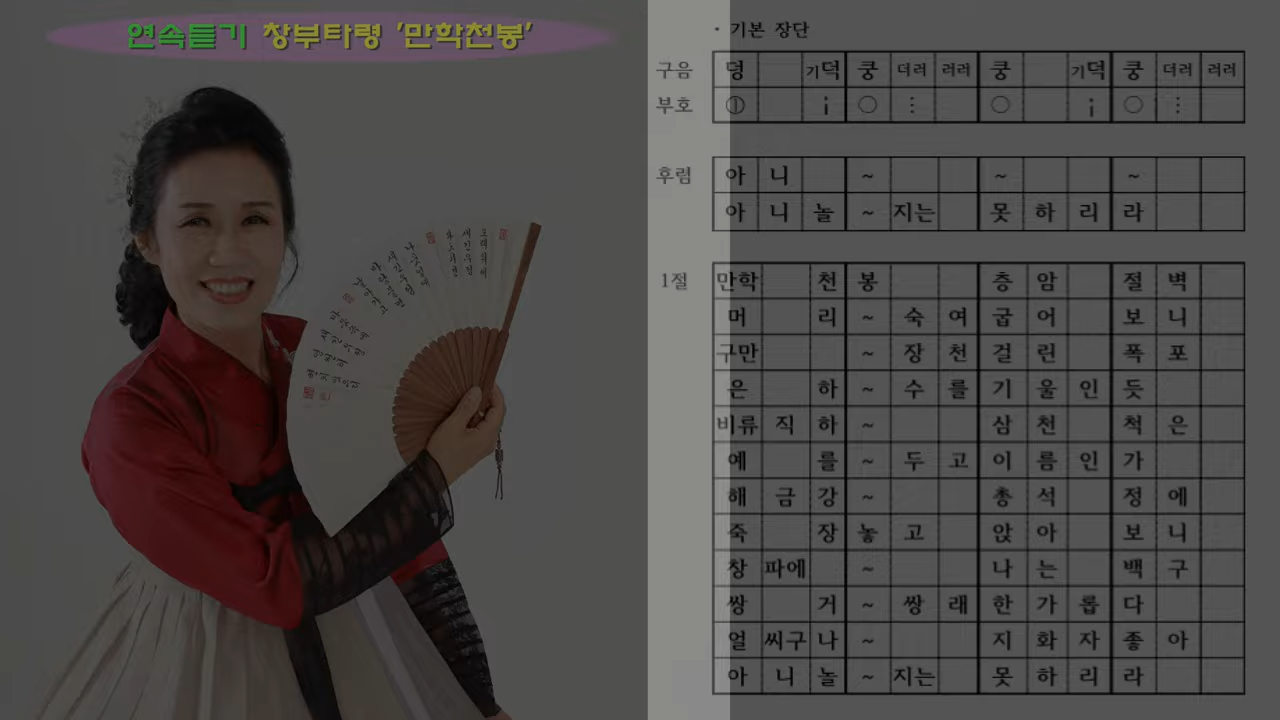 연속듣기 창부타령 '만학천봉'
· 기본 장단
구음 덩 기덕 쿵 더러 러러 쿵 기덕 쿵 더러 려러
부호 ① ¡ ○ ⋮ ○ ¡ ○ ⋮
후렴 아 니 ~ ~ ~
아 니 놀 ~ 지는 못 하 리 라
1절 만학 천 봉 층 암 절 벽
머 리 ~ 숙 여 굽 어 보 니
구만 ~ 장 천 걸 린 폭 포
은 하 ~ 수 를 기 울 인 듯
비류 직 하 ~ 삼 천 척 은
예 를 ~ 두 고 이 름 인 가
해 금 강 ~ 총 석 정 에
죽 장 놓 고 앉 아 보 니
창 파에 ~ 나 는 백 구
쌍 거 ~ 쌍 래 한 가 롭 다
얼 씨구 나 ~ 지 화 자 좋 아
아 니 놀 ~ 지는 못 하 리 라